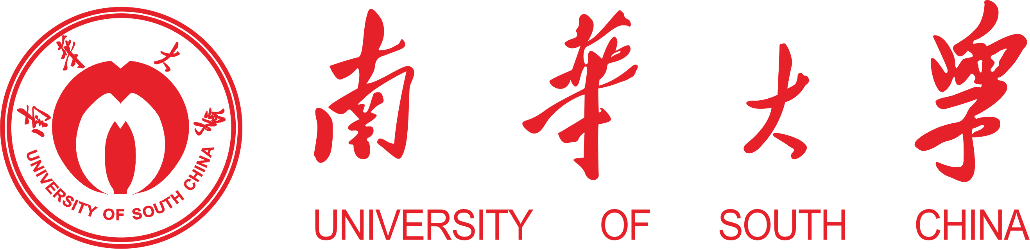 南華大學
UNIVERSITY OF SOUTH CHINA
南華大學
UNIVERSITY OF SOUTH CHINA